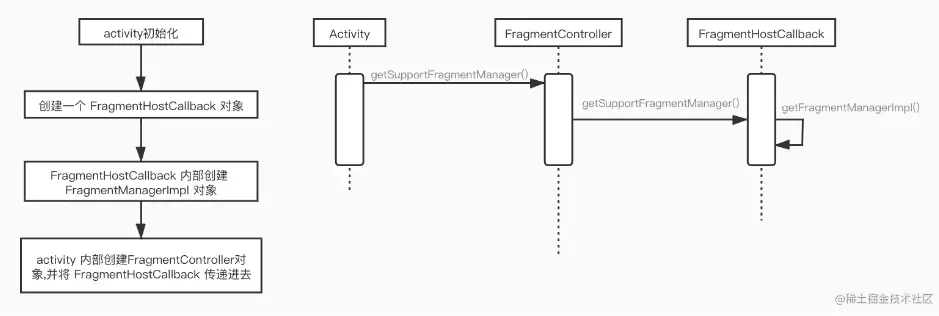 activity初始化
创建一个 FragmentHostCallback 对象
FragmentHostCallback 内部创建
FragmentManagerImpl 对象
activity 内部创建FragmentController对
象,并将 FragmentHostCallback 传递进去
Activity
FragmentController
FragmentHostCallback
getSupportFragmentManager()
getSupportFragmentManager()
getFragmentManagerImpl()
@稀土掘金技术社区